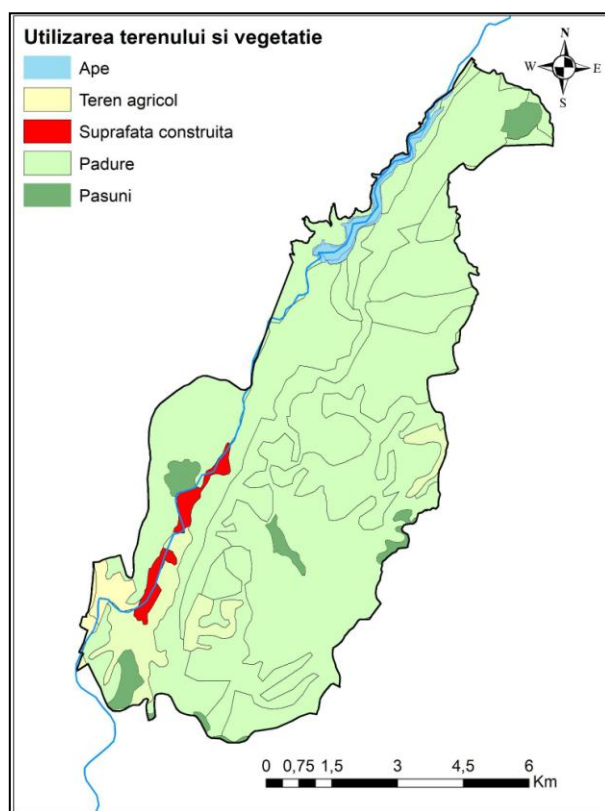 Utilizarea terenului si vegetatie
Ape
Teren agricol
Suprafata construita
Padure
Pasuni
N
W E
S
0 0,75 1,5 3 4,5 6
Km